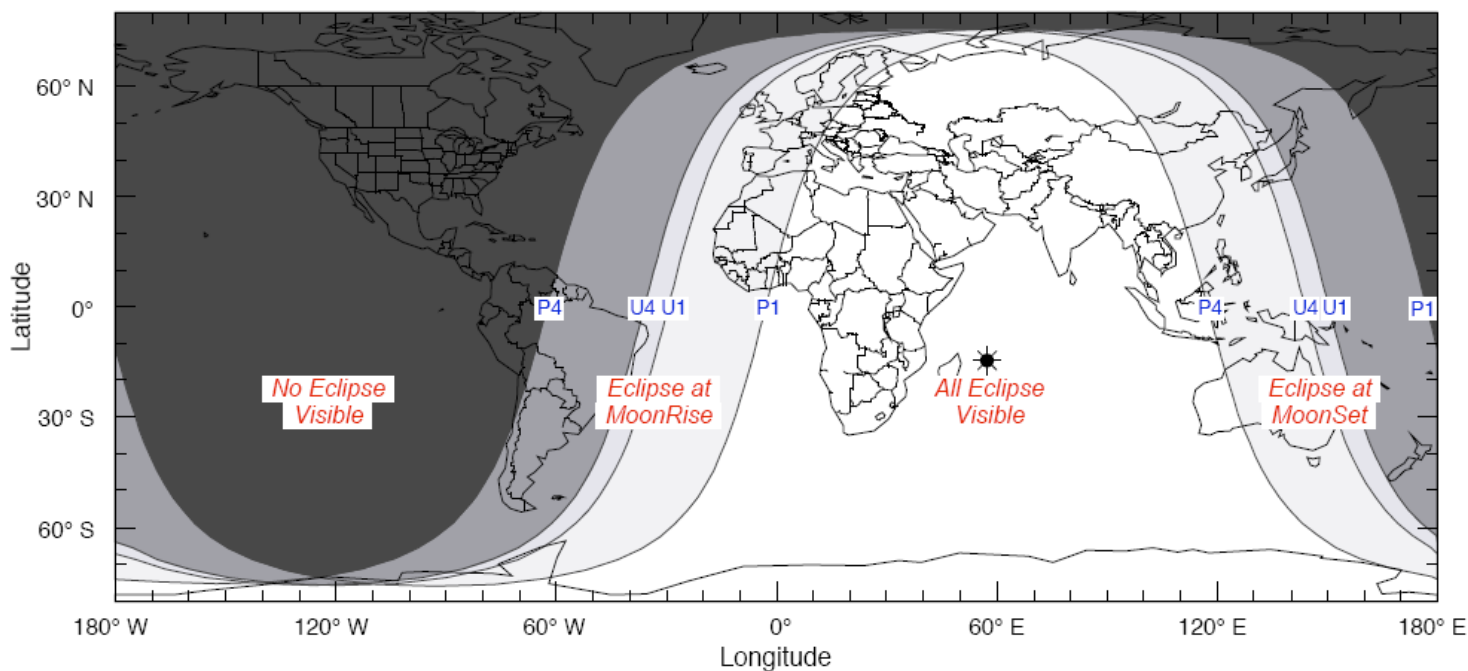 60° N
30° N
0°
30° S
60° S
Latitude
P4
U4 U1
P1
P4
U4 U1
P1
No Eclipse
Visible
Eclipse at
MoonRise
All Eclipse
Visible
Eclipse at
MoonSet
180° W
120° W
60° W
0°
60° E
120° E
180° E
Longitude